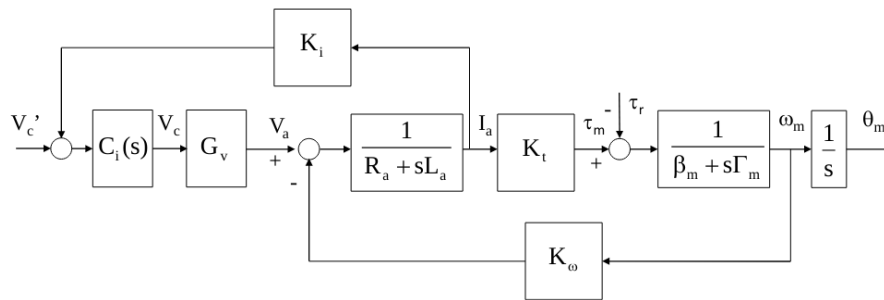 K_i
V_c'
C_i(s)
V_c
G_v
V_a
+
-
1
R_a + sL_a
I_a
K_t
τ_m
+
-
τ_r
1
β_m + sΓ_m
ω_m
1
s
θ_m
K_ω